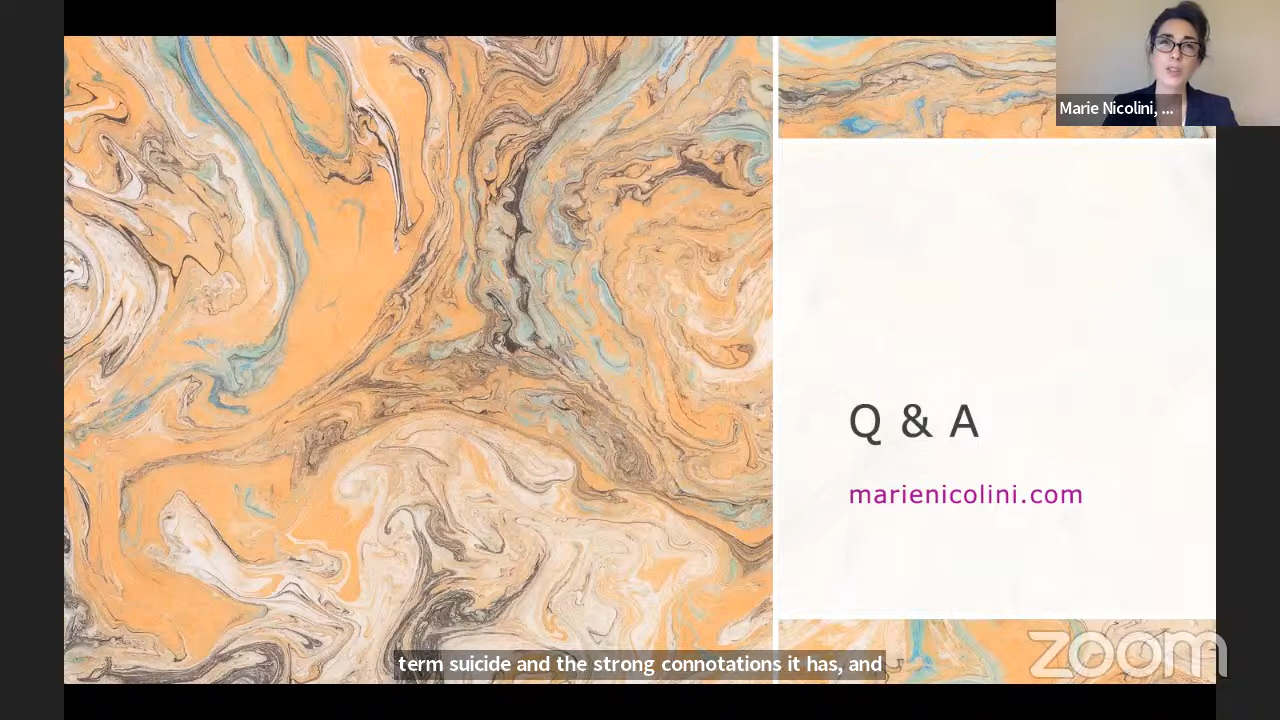 Marie Nicolini, ...
Q & A
marienicolini.com
term suicide and the strong connotations it has, and
zoom